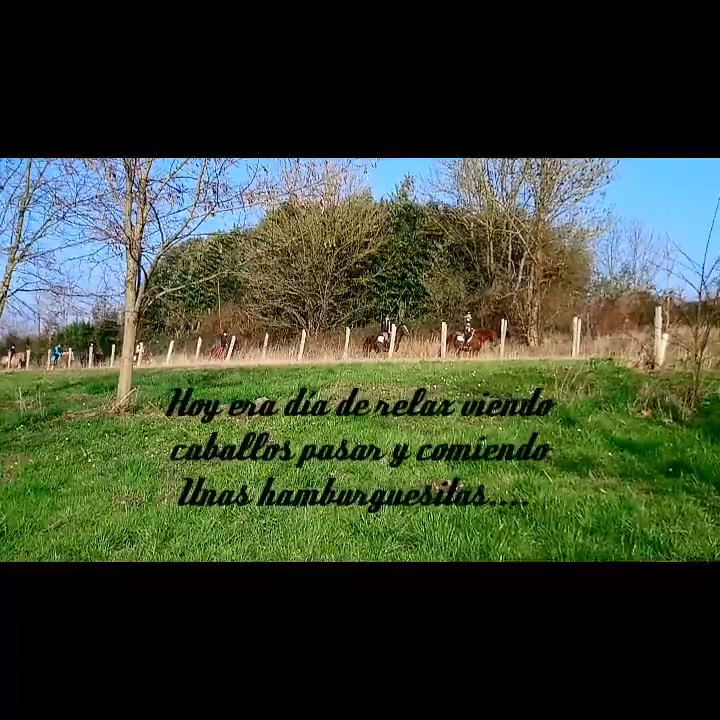 Hoy era día de relax viendo
caballos pasar y comiendo
Unas hamburguesitas....